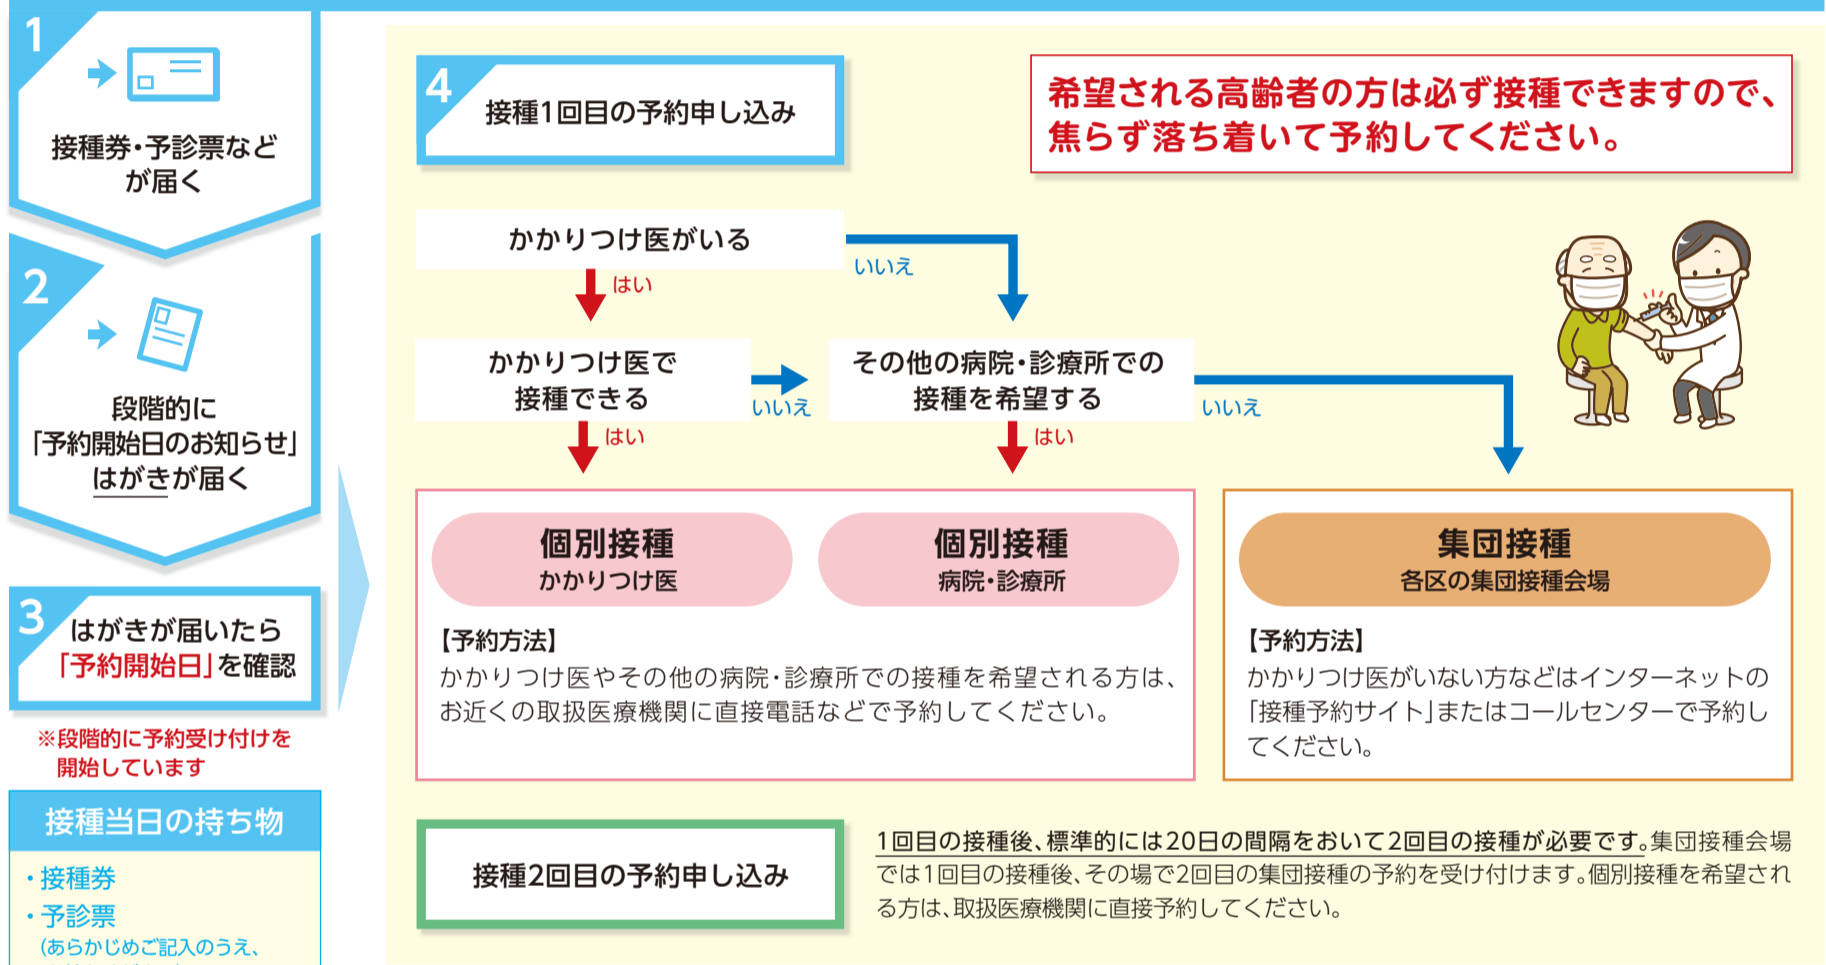 1
接種券・予診票など
が届く
2
段階的に
「予約開始日のお知らせ」
はがきが届く
3
はがきが届いたら
「予約開始日」を確認
※段階的に予約受け付けを
開始しています
接種当日の持ち物
・接種券
・予診票
(あらかじめご記入のうえ、
4
接種1回目の予約申し込み
希望される高齢者の方は必ず接種できますので、
焦らず落ち着いて予約してください。
かかりつけ医がいる
いいえ
はい
かかりつけ医で
接種できる
いいえ
はい
その他の病院・診療所での
接種を希望する
いいえ
はい
個別接種
かかりつけ医
個別接種
病院・診療所
【予約方法】
かかりつけ医やその他の病院・診療所での接種を希望される方は、
お近くの取扱医療機関に直接電話などで予約してください。
集団接種
各区の集団接種会場
【予約方法】
かかりつけ医がいない方などはインターネットの
「接種予約サイト」またはコールセンターで予約し
てください。
接種2回目の予約申し込み
1回目の接種後、標準的には20日の間隔をおいて2回目の接種が必要です。集団接種会場
では1回目の接種後、その場で2回目の集団接種の予約を受け付けます。個別接種を希望され
る方は、取扱医療機関に直接予約してください。